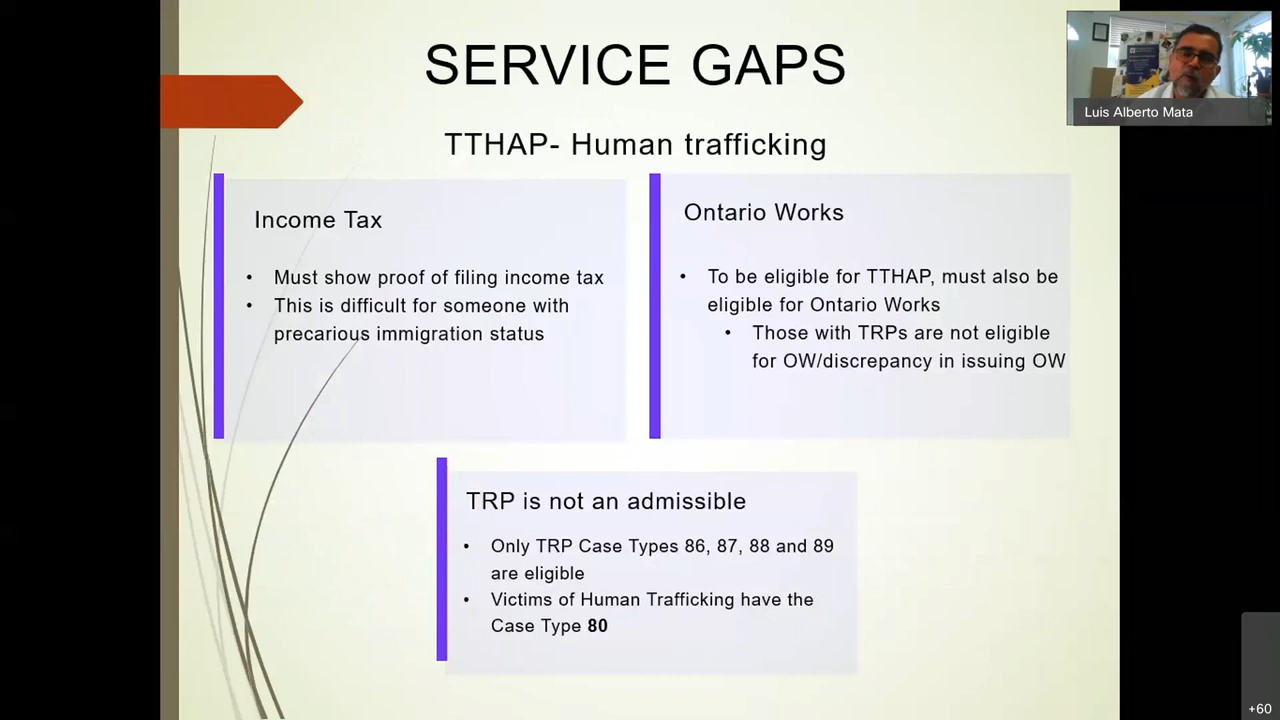 SERVICE GAPS
Luis Alberto Mata
TTHAP- Human trafficking
Income Tax
• Must show proof of filing income tax
• This is difficult for someone with
precarious immigration status
Ontario Works
• To be eligible for TTHAP, must also be
eligible for Ontario Works
• Those with TRPs are not eligible
for OW/discrepancy in issuing OW
TRP is not an admissible
• Only TRP Case Types 86, 87, 88 and 89
are eligible
• Victims of Human Trafficking have the
Case Type 80
+60